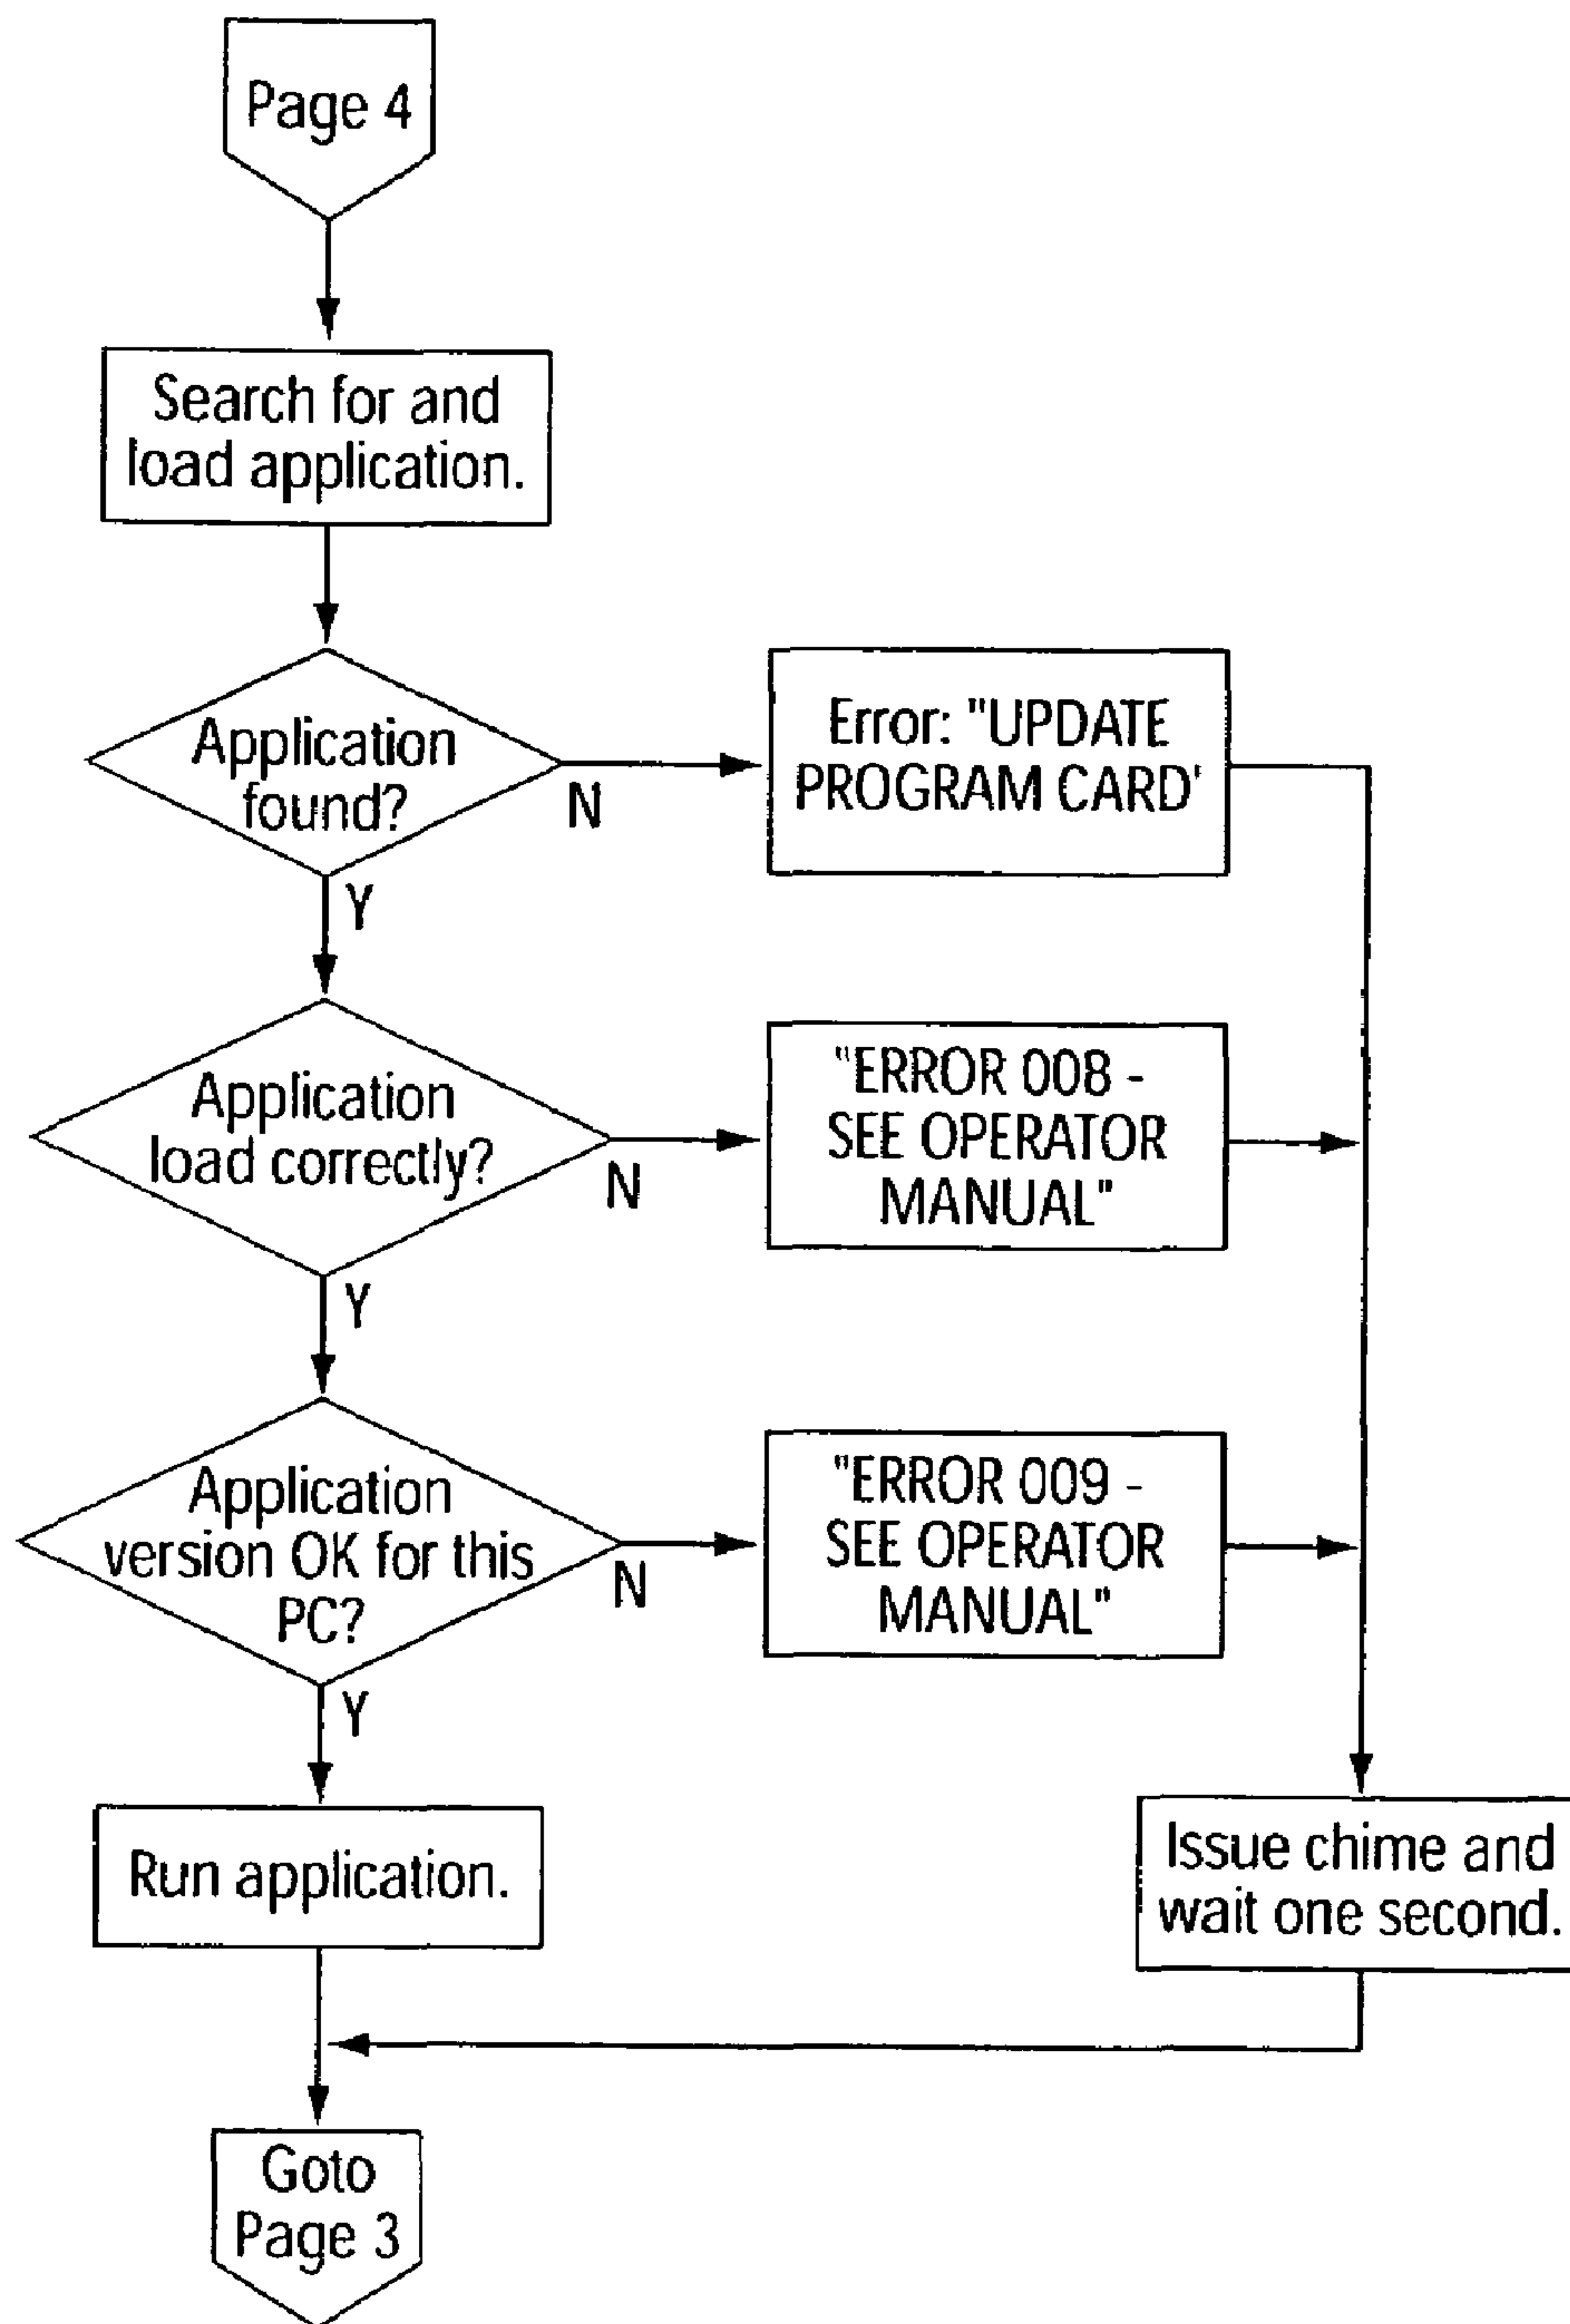 Page 4
Search for and
load application.
Application
found?
N
Error: "UPDATE
PROGRAM CARD'
Y
Application
load correctly?
N
"ERROR 008 -
SEE OPERATOR
MANUAL"
Y
Application
version OK for this
PC?
N
"ERROR 009 -
SEE OPERATOR
MANUAL"
Y
Run application.
Issue chime and
wait one second.
Goto
Page 3